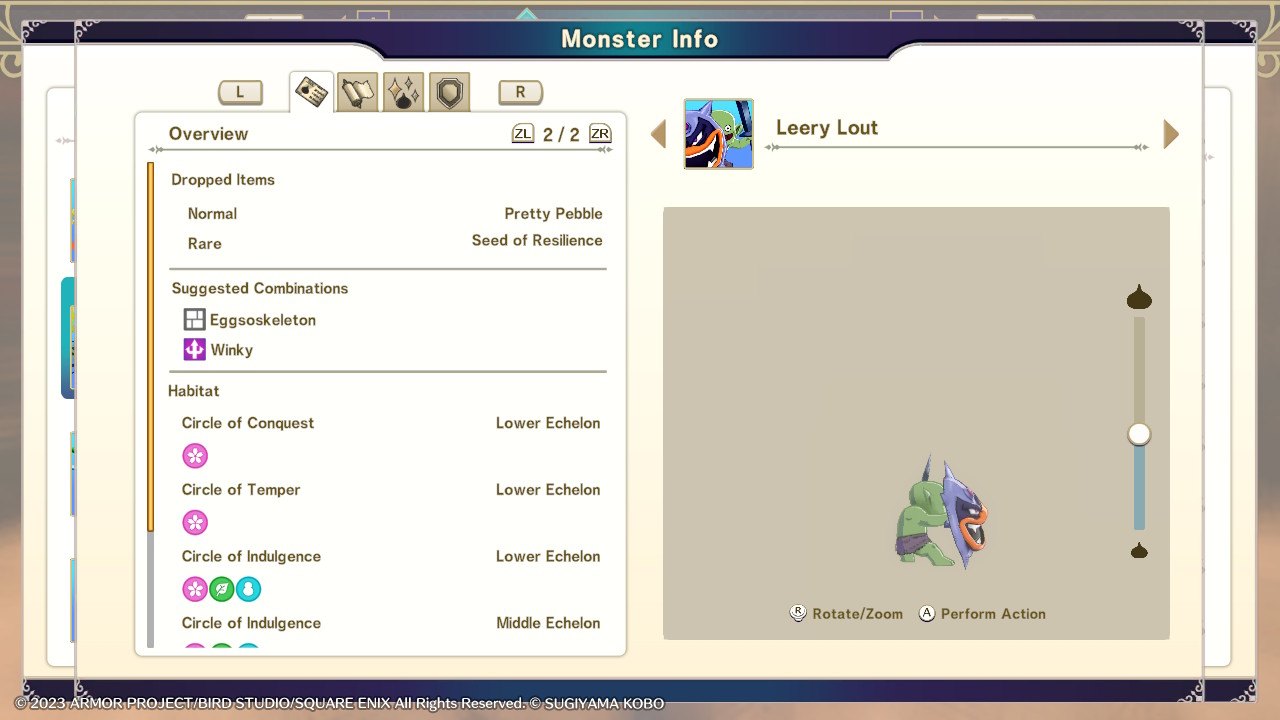 Monster Info
L
R
Overview
ZL 2 / 2 ZR
Dropped Items
Normal Pretty Pebble
Rare Seed of Resilience
Suggested Combinations
Eggsoskeleton
Winky
Habitat
Circle of Conquest Lower Echelon
Circle of Temper Lower Echelon
Circle of Indulgence Lower Echelon
Circle of Indulgence Middle Echelon
Leery Lout
R Rotate/Zoom A Perform Action
© 2023 ARMOR PROJECT/BIRD STUDIO/SQUARE ENIX All Rights Reserved. © SUGIYAMA KOBO